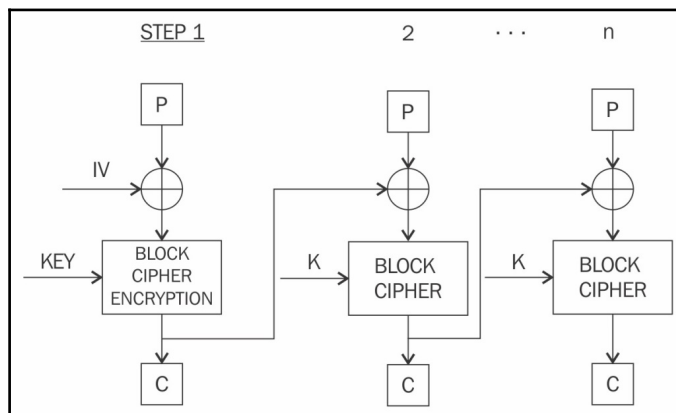 STEP 1 2 ... n
P P P
IV
KEY BLOCK CIPHER ENCRYPTION K BLOCK CIPHER K BLOCK CIPHER
C C C